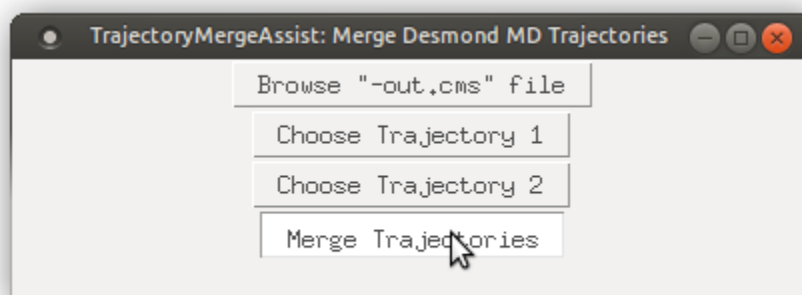 TrajectoryMergeAssist: Merge Desmond MD Trajectories
Browse "-out.cms" file
Choose Trajectory 1
Choose Trajectory 2
Merge Trajectories